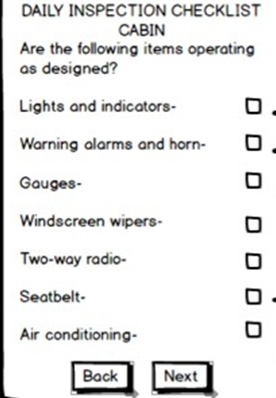 DAILY INSPECTION CHECKLIST
CABIN
Are the following items operating
as designed?
Lights and indicators-
Warning alarms and horn-
Gauges-
Windscreen wipers-
Two-way radio-
Seatbelt-
Air conditioning-
Back Next